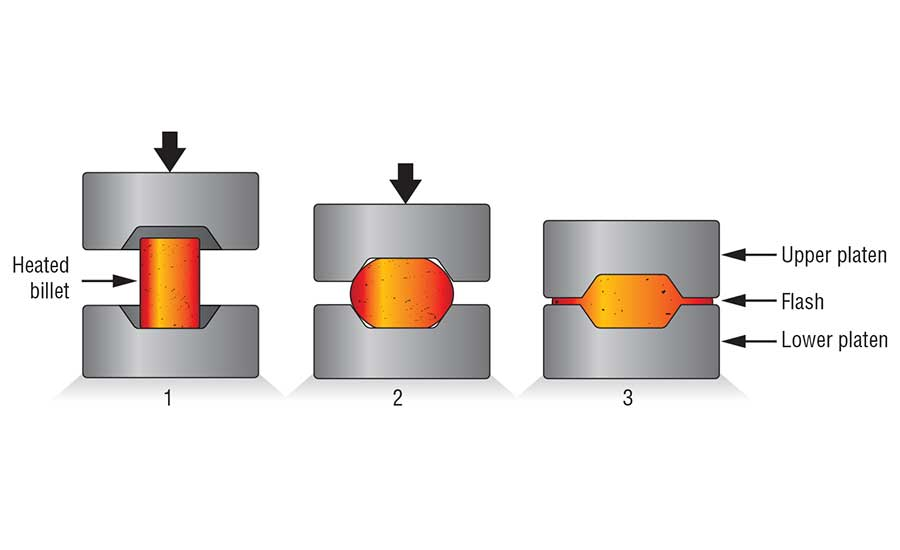 Heated
billet
Upper platen
Flash
Lower platen
1
2
3